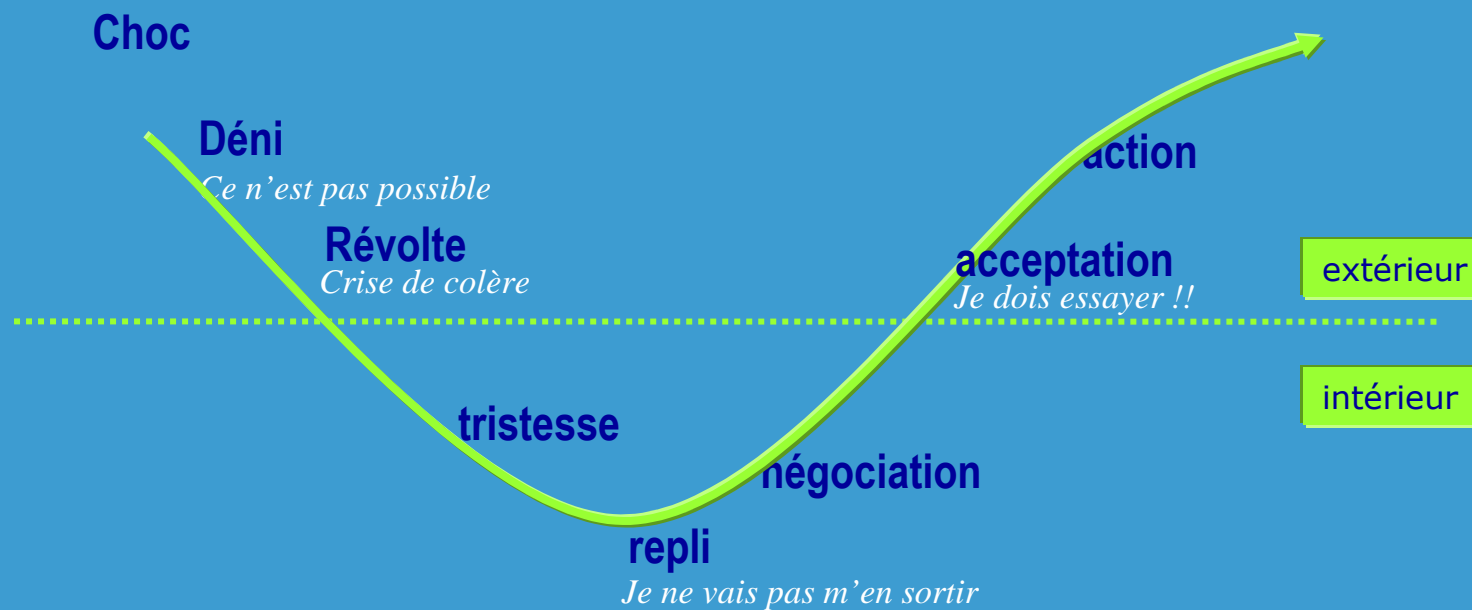 Choc
Déni
Ce n’est pas possible
Révolte
Crise de colère
tristesse
repli
Je ne vais pas m’en sortir
négociation
acceptation
Je dois essayer !!
action
extérieur
intérieur